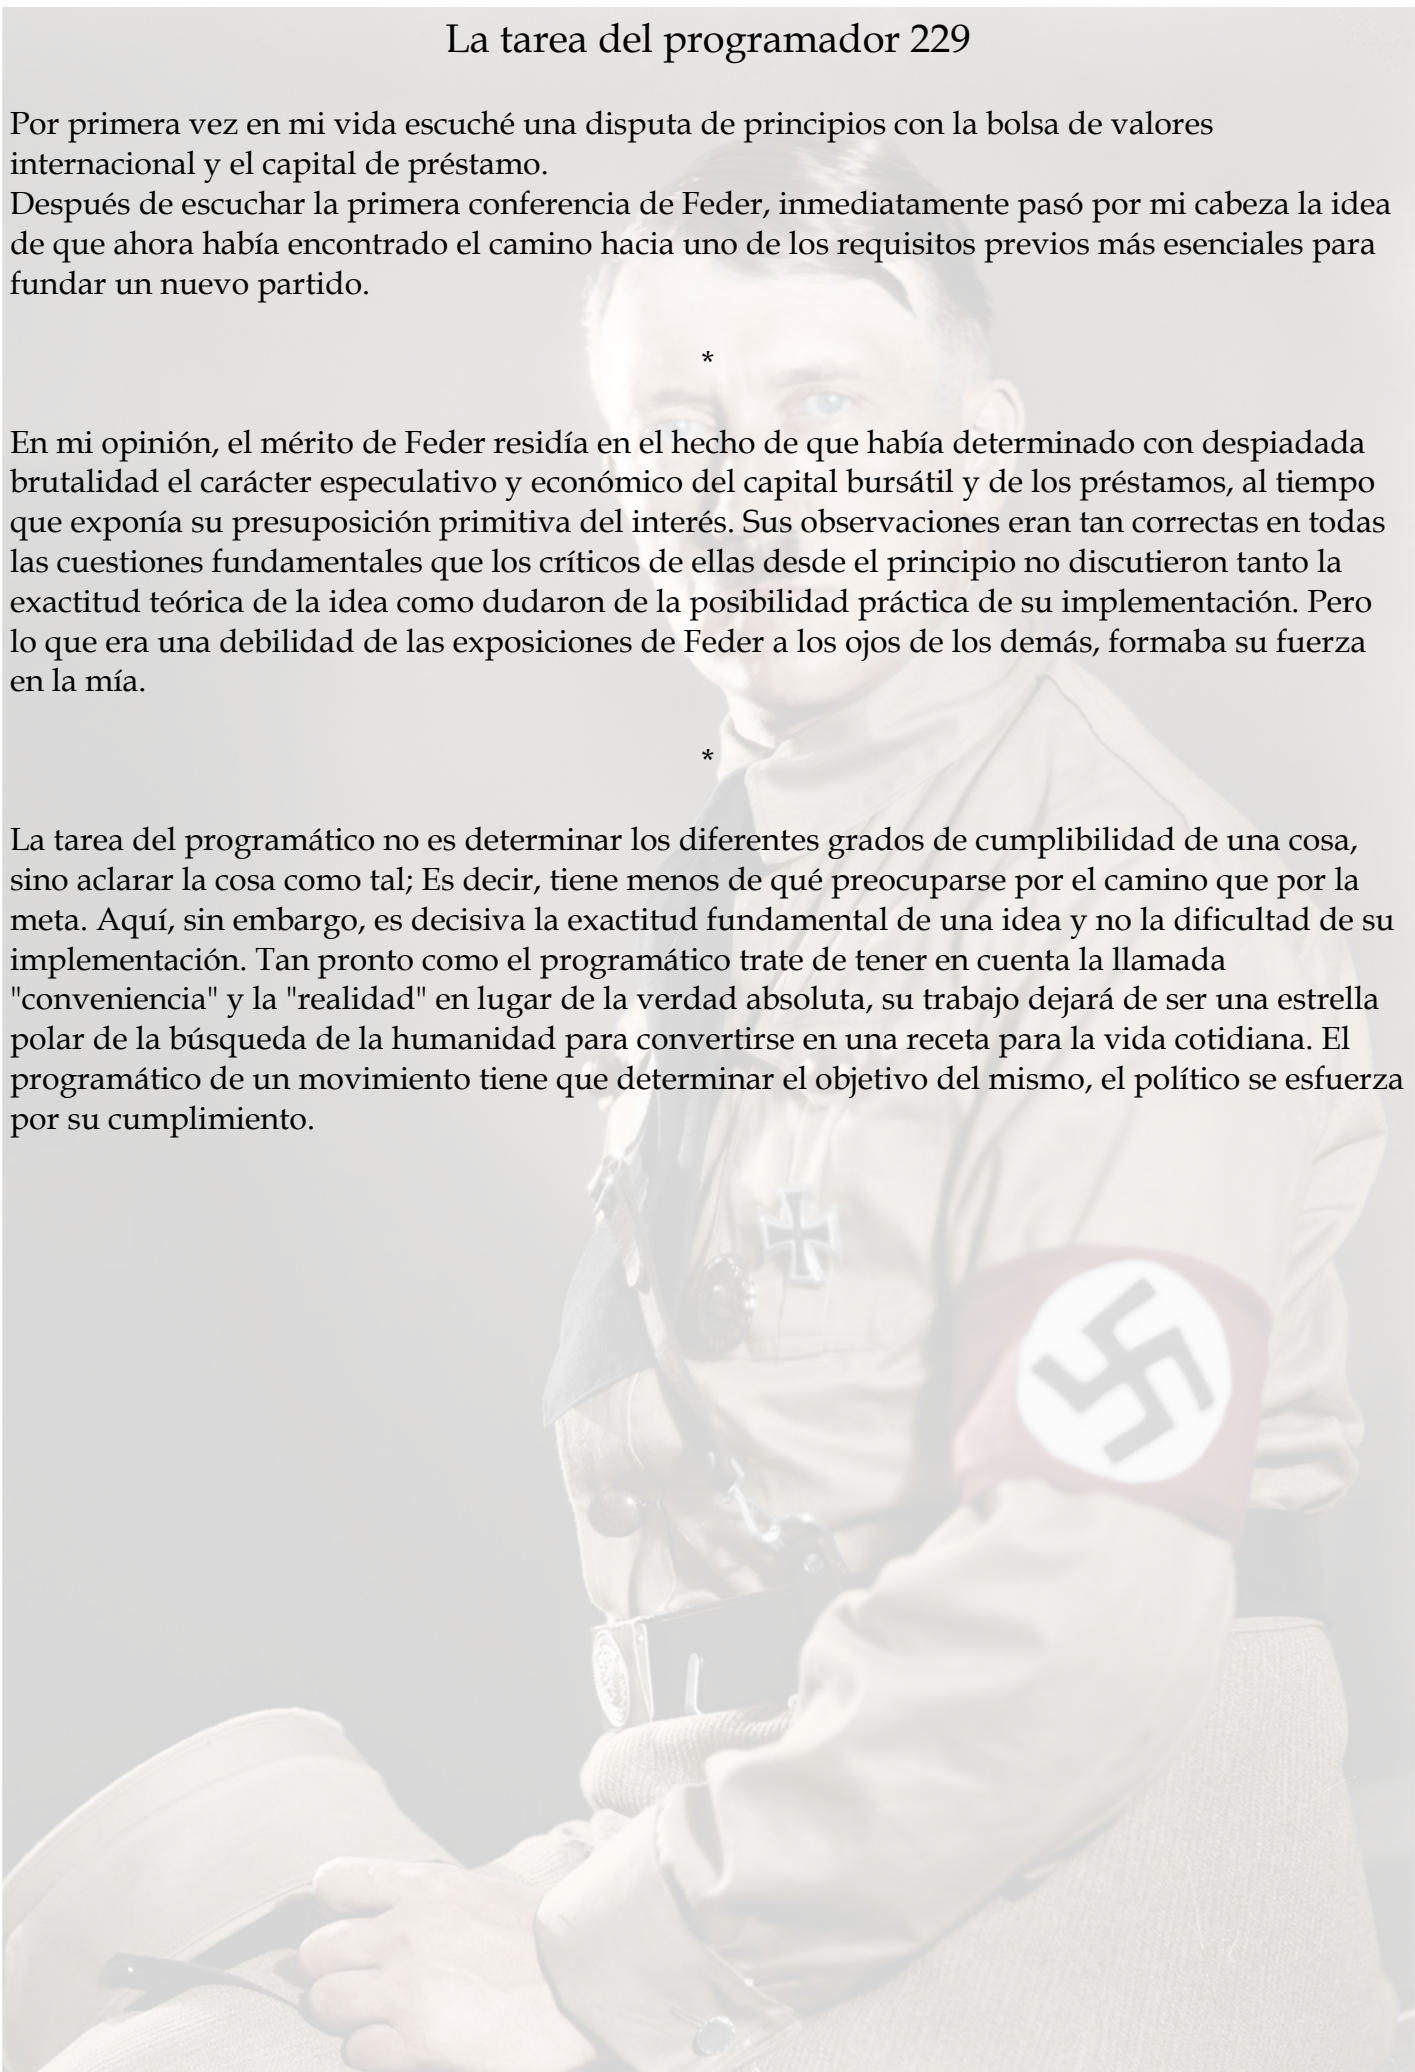 La tarea del programador 229
Por primera vez en mi vida escuché una disputa de principios con la bolsa de valores
internacional y el capital de préstamo.
Después de escuchar la primera conferencia de Feder, inmediatamente pasó por mi cabeza la idea
de que ahora había encontrado el camino hacia uno de los requisitos previos más esenciales para
fundar un nuevo partido.
*
En mi opinión, el mérito de Feder residía en el hecho de que había determinado con despiadada
brutalidad el carácter especulativo y económico del capital bursátil y de los préstamos, al tiempo
que exponía su presuposición primitiva del interés. Sus observaciones eran tan correctas en todas
las cuestiones fundamentales que los críticos de ellas desde el principio no discutieron tanto la
exactitud teórica de la idea como dudaron de la posibilidad práctica de su implementación. Pero
lo que era una debilidad de las exposiciones de Feder a los ojos de los demás, formaba su fuerza
en la mía.
*
La tarea del programático no es determinar los diferentes grados de cumplibilidad de una cosa,
sino aclarar la cosa como tal; Es decir, tiene menos de qué preocuparse por el camino que por la
meta. Aquí, sin embargo, es decisiva la exactitud fundamental de una idea y no la dificultad de su
implementación. Tan pronto como el programático trate de tener en cuenta la llamada
"conveniencia" y la "realidad" en lugar de la verdad absoluta, su trabajo dejará de ser una estrella
polar de la búsqueda de la humanidad para convertirse en una receta para la vida cotidiana. El
programático de un movimiento tiene que determinar el objetivo del mismo, el político se esfuerza
por su cumplimiento.